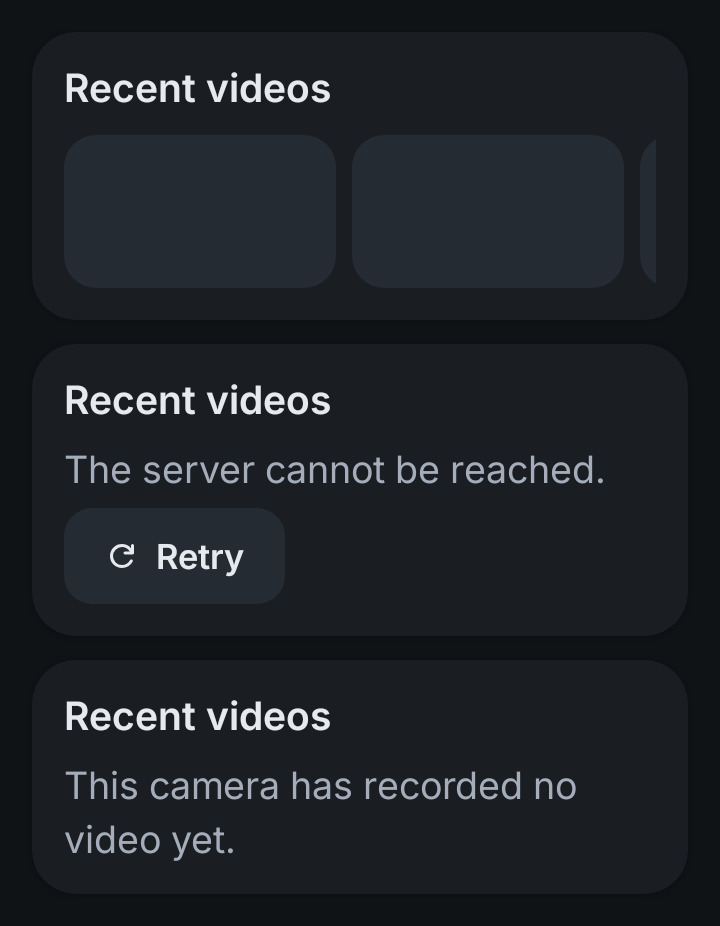 Recent videos
Recent videos
The server cannot be reached.
Retry
Recent videos
This camera has recorded no
video yet.